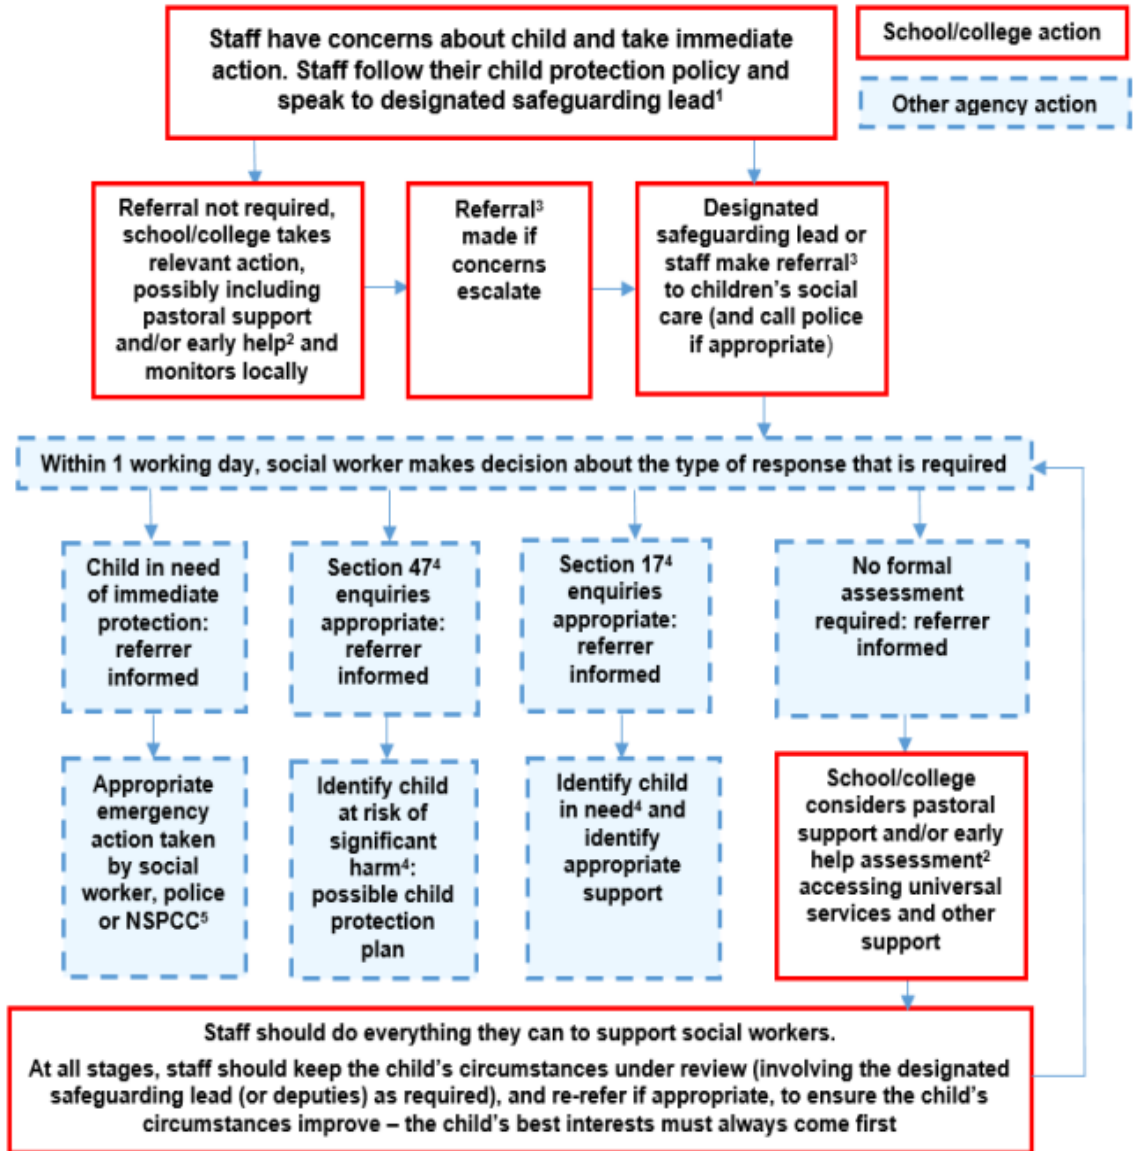 Staff have concerns about child and take immediate
action. Staff follow their child protection policy and
speak to designated safeguarding lead¹
School/college action
Other agency action
Referral not required,
school/college takes
relevant action,
possibly including
pastoral support
and/or early help² and
monitors locally
Referral³
made if
concerns
escalate
Designated
safeguarding lead or
staff make referral³
to children's social
care (and call police
if appropriate)
Within 1 working day, social worker makes decision about the type of response that is required
Child in need
of immediate
protection:
referrer
informed
Section 47⁴
enquiries
appropriate:
referrer
informed
Section 17⁴
enquiries
appropriate:
referrer
informed
No formal
assessment
required: referrer
informed
Appropriate
emergency
action taken
by social
worker, police
or NSPCC⁵
Identify child
at risk of
significant
harm⁴:
possible child
protection
plan
Identify child
in need⁴ and
identify
appropriate
support
School/college
considers pastoral
support and/or early
help assessment²
accessing universal
services and other
support
Staff should do everything they can to support social workers.
At all stages, staff should keep the child's circumstances under review (involving the designated
safeguarding lead (or deputies) as required), and re-refer if appropriate, to ensure the child's
circumstances improve – the child's best interests must always come first